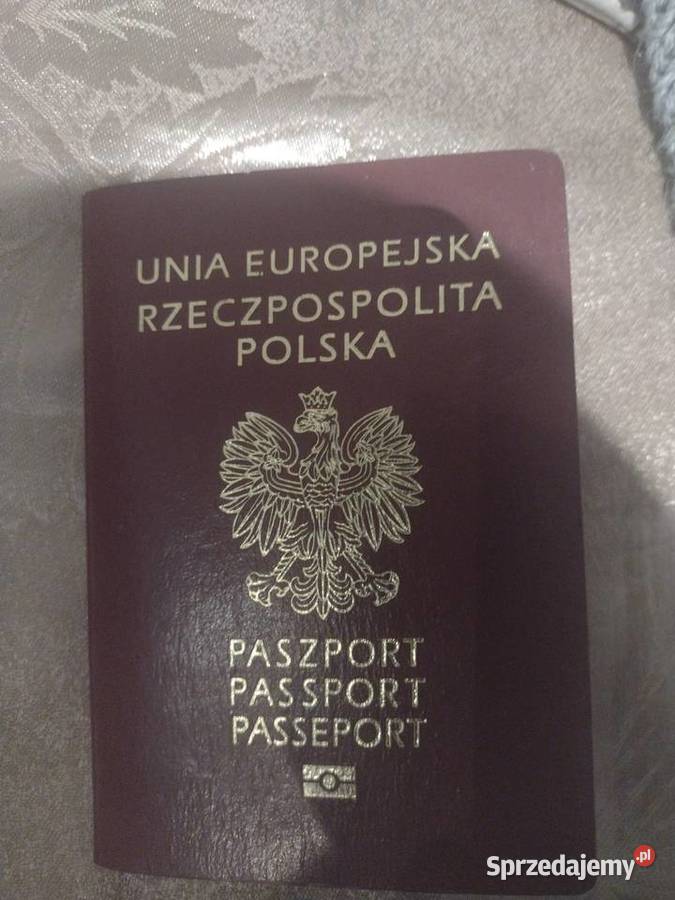 UNIA EUROPEJSKA
RZECZPOSPOLITA
POLSKA
PASZPORT
PASSPORT
PASSEPORT
Sprzedajemy.pl